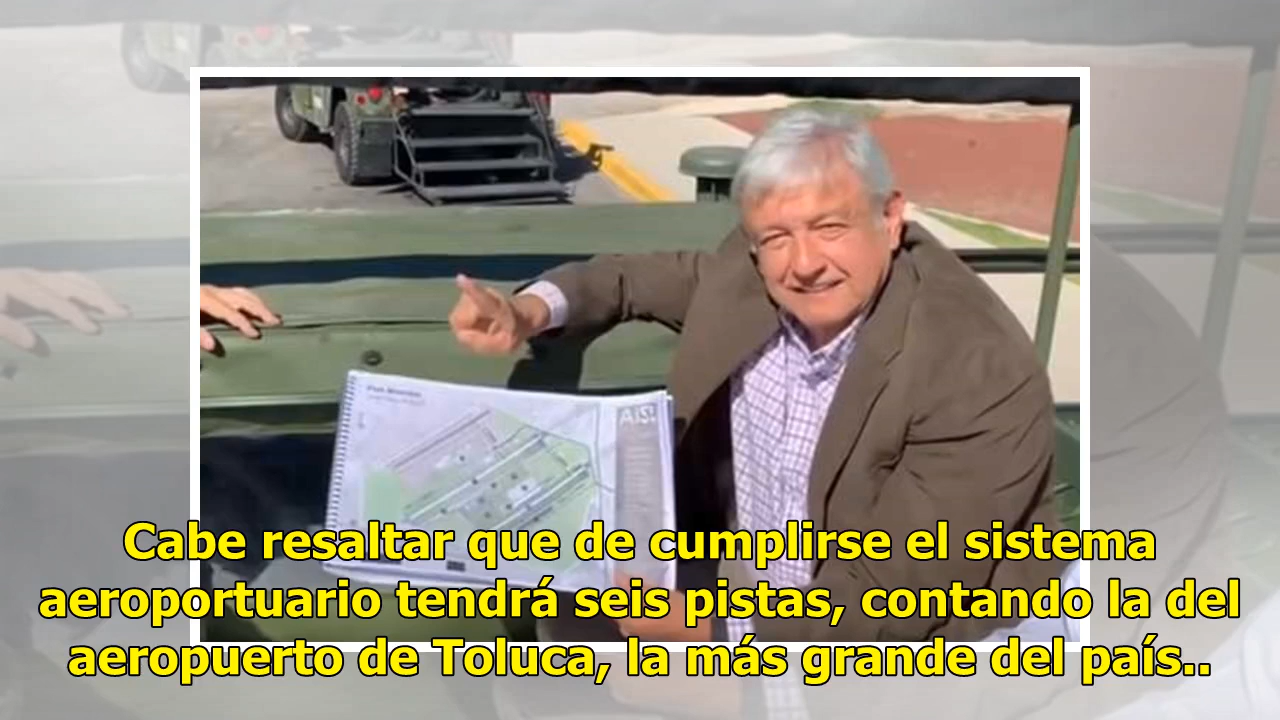 AISL
Cabe resaltar que de cumplirse el sistema
aeroportuario tendrá seis pistas, contando la del
aeropuerto de Toluca, la más grande del país..